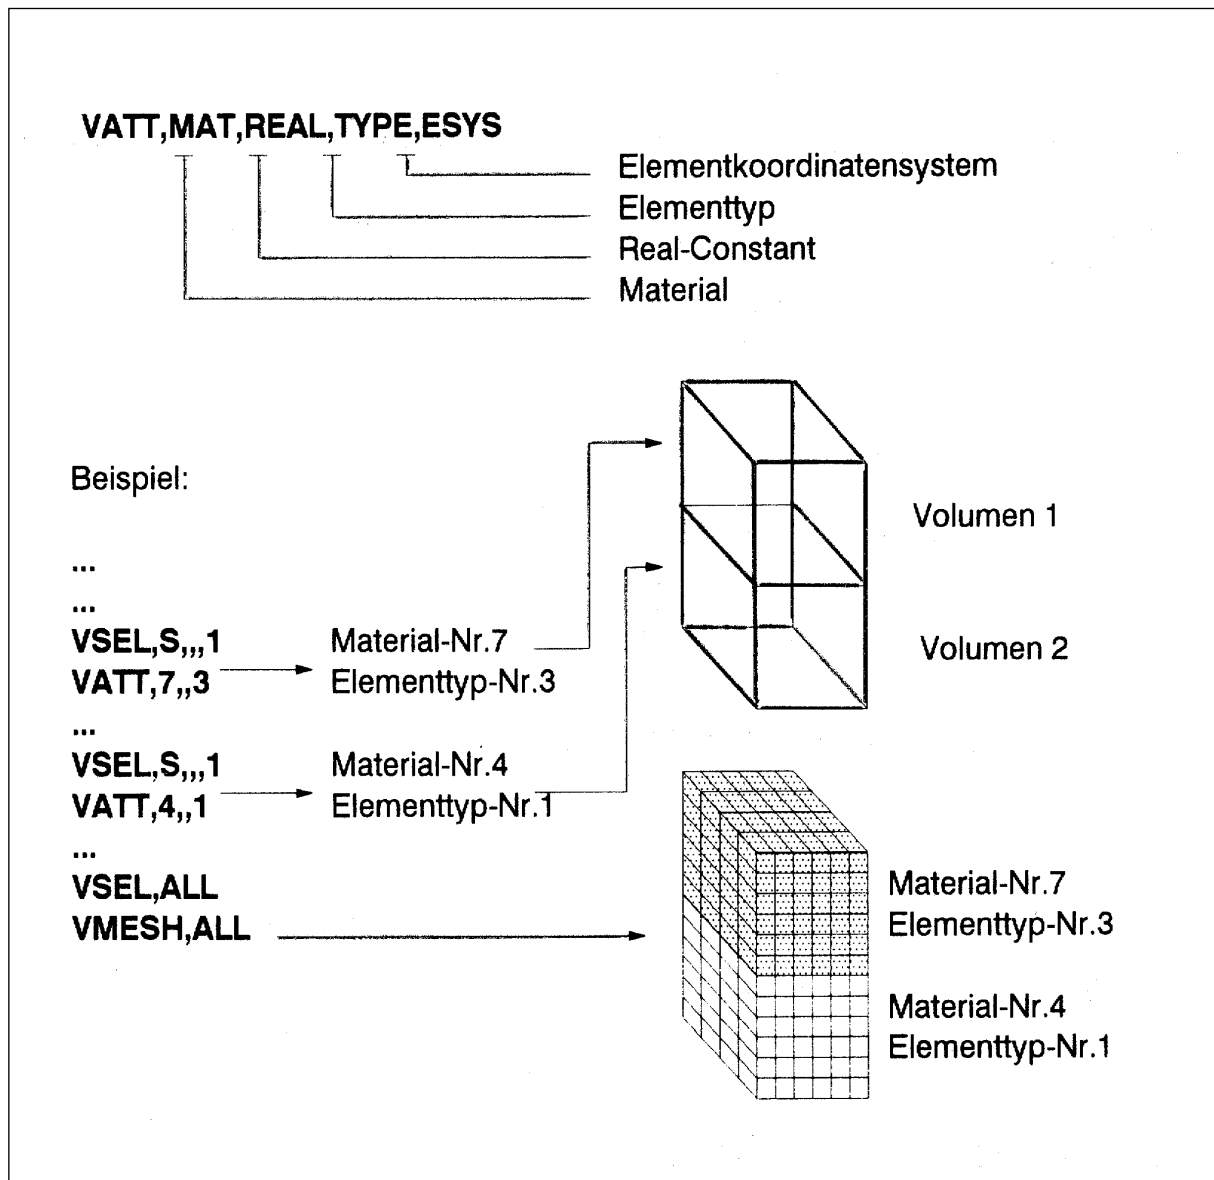 VATT,MAT,REAL,TYPE,ESYS
Elementkoordinatensystem
Elementtyp
Real-Constant
Material
Beispiel:
...
...
VSEL,S,,,1
VATT,7,,3
...
VSEL,S,,,1
VATT,4,,1
...
VSEL,ALL
VMESH,ALL
Material-Nr.7
Elementtyp-Nr.3
Material-Nr.4
Elementtyp-Nr.1
Volumen 1
Volumen 2
Material-Nr.7
Elementtyp-Nr.3
Material-Nr.4
Elementtyp-Nr.1